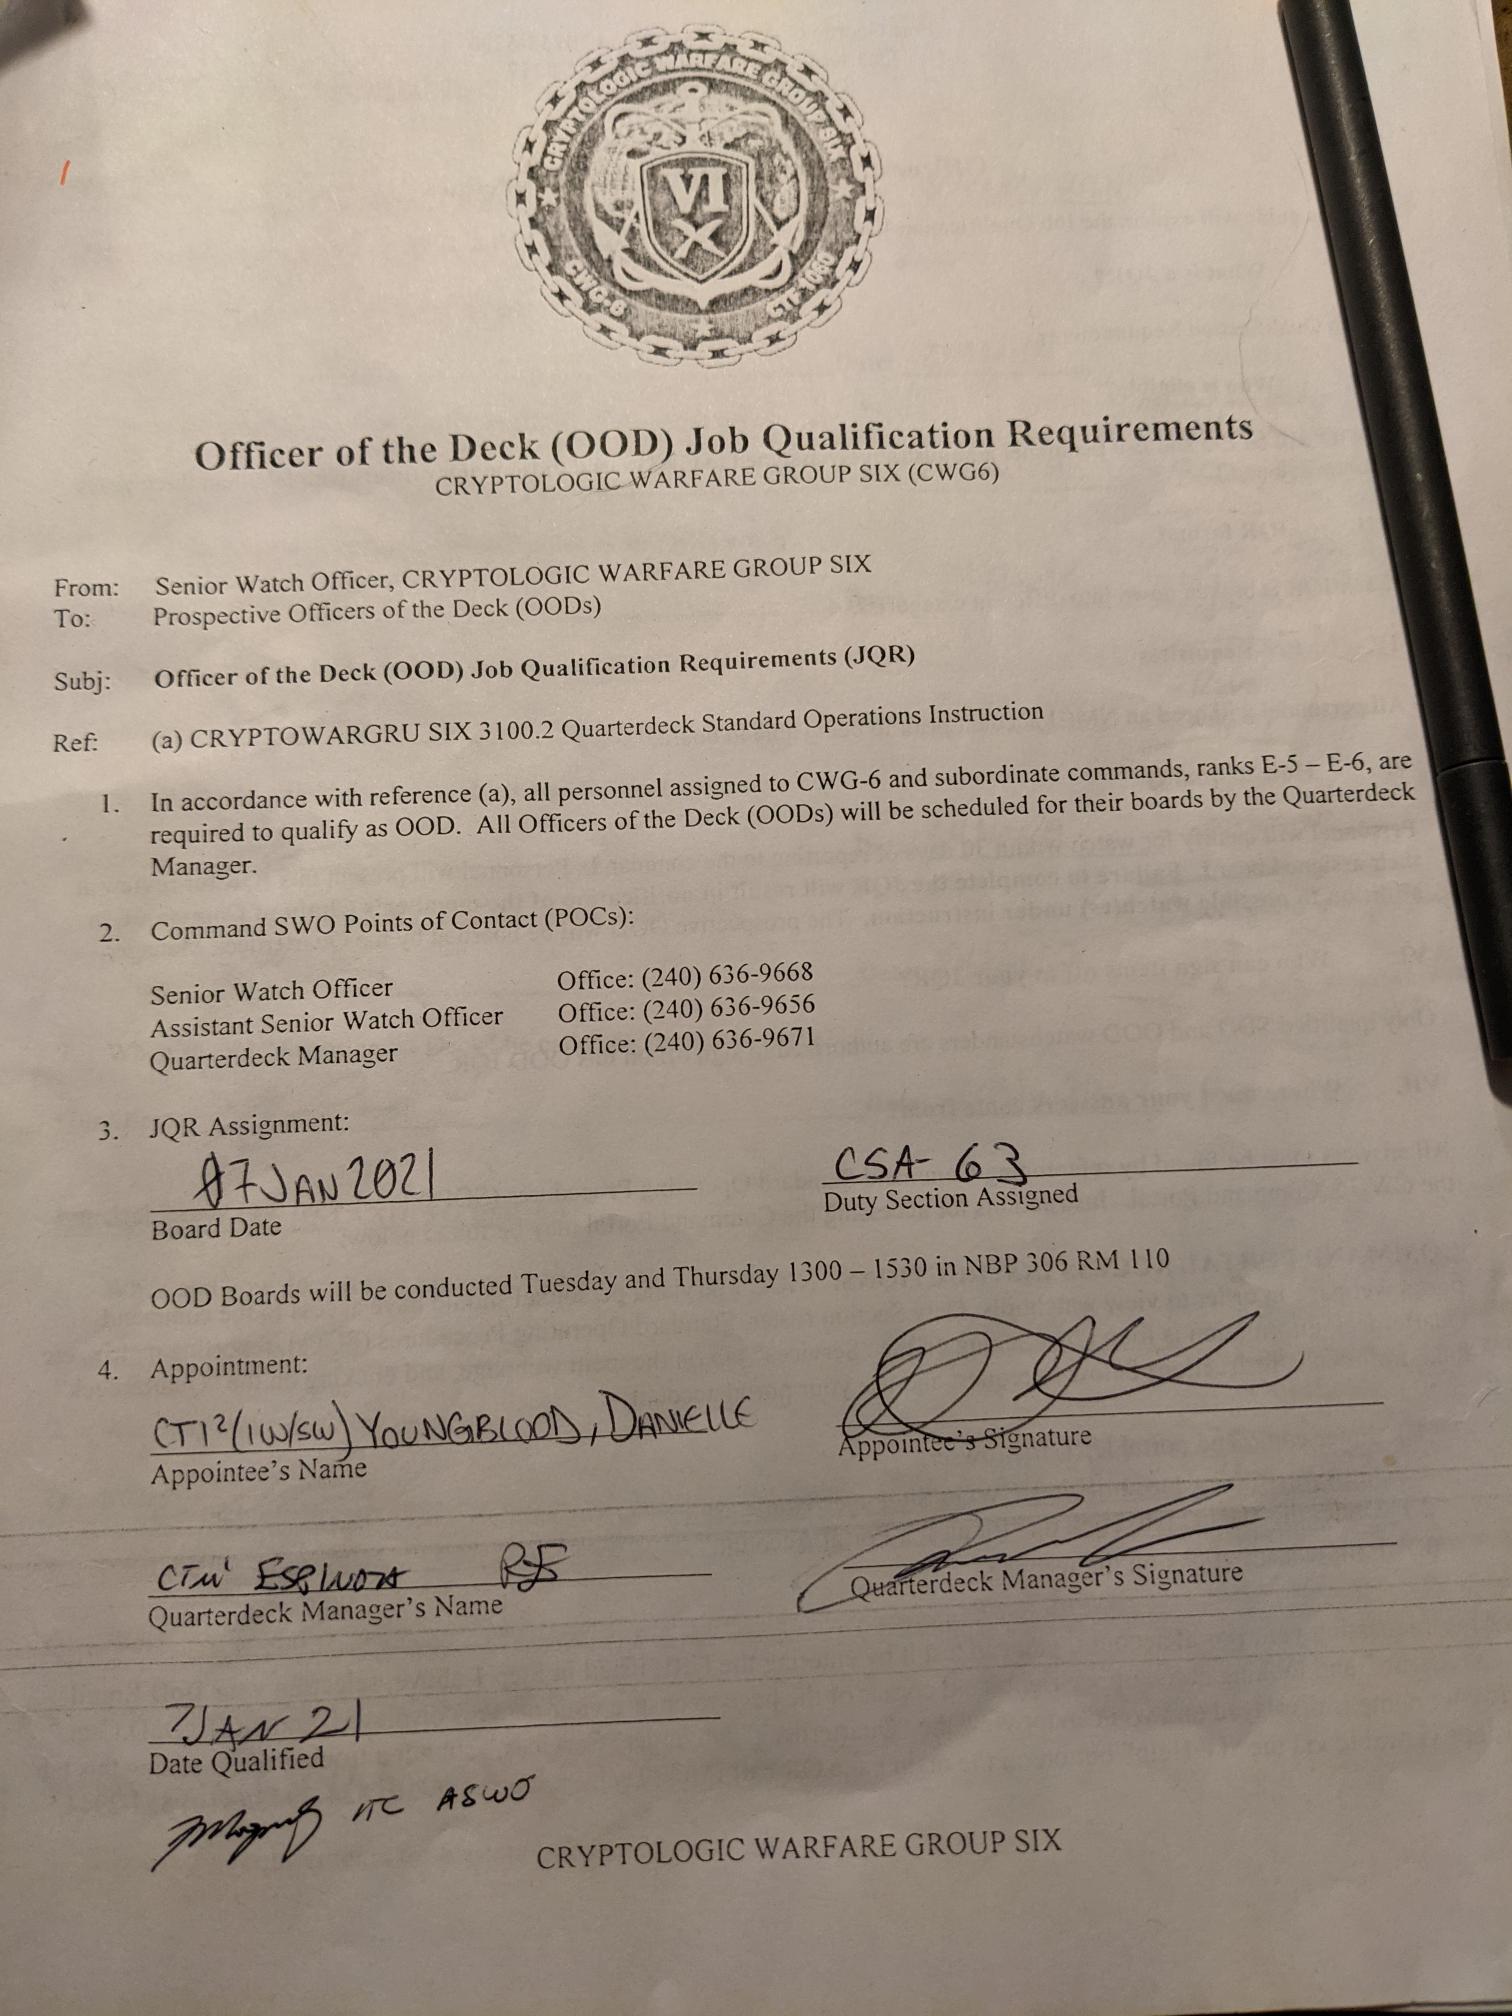 CRYPTOLOGIC WARFARE GROUP SIX
VI
CWG-6
CTF 1060
Officer of the Deck (OOD) Job Qualification Requirements
CRYPTOLOGIC WARFARE GROUP SIX (CWG6)
From: Senior Watch Officer, CRYPTOLOGIC WARFARE GROUP SIX
To: Prospective Officers of the Deck (OODs)
Subj: Officer of the Deck (OOD) Job Qualification Requirements (JQR)
Ref: (a) CRYPTOWARGRU SIX 3100.2 Quarterdeck Standard Operations Instruction
1. In accordance with reference (a), all personnel assigned to CWG-6 and subordinate commands, ranks E-5 – E-6, are
required to qualify as OOD. All Officers of the Deck (OODs) will be scheduled for their boards by the Quarterdeck
Manager.
2. Command SWO Points of Contact (POCs):
Senior Watch Officer Office: (240) 636-9668
Assistant Senior Watch Officer Office: (240) 636-9656
Quarterdeck Manager Office: (240) 636-9671
3. JQR Assignment:
07JAN2021 CSA-63
Board Date Duty Section Assigned
OOD Boards will be conducted Tuesday and Thursday 1300 – 1530 in NBP 306 RM 110
4. Appointment:
CTI2(IW/SW) YOUNGBLOOD, DANIELLE
Appointee's Name Appointee's Signature
ESPINOZA
Quarterdeck Manager's Name Quarterdeck Manager's Signature
7JAN 21
Date Qualified
ITC ASWO
CRYPTOLOGIC WARFARE GROUP SIX